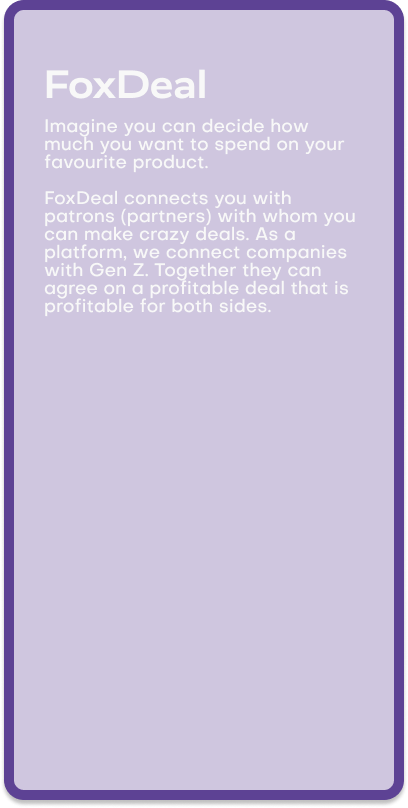 FoxDeal
Imagine you can decide how
much you want to spend on your
favourite product.
FoxDeal connects you with
patrons (partners) with whom you
can make crazy deals. As a
platform, we connect companies
with Gen Z. Together they can
agree on a profitable deal that is
profitable for both sides.